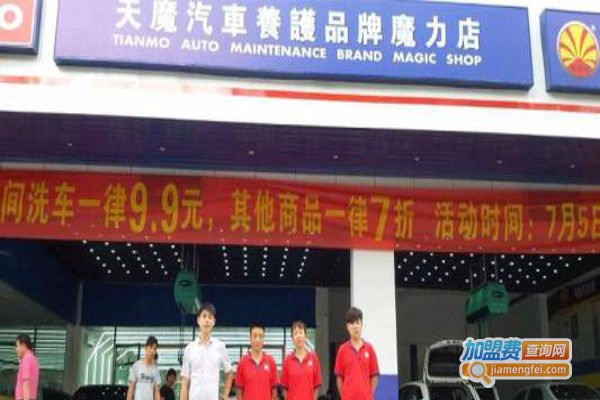 天魔汽車養護品牌魔力店
TIANMO AUTO MAINTENANCE BRAND MAGIC SHOP
®
间洗车一律9.9元，其他商品一律7折 活动时间：7月5日
加盟费查询网
jiamengfei.com